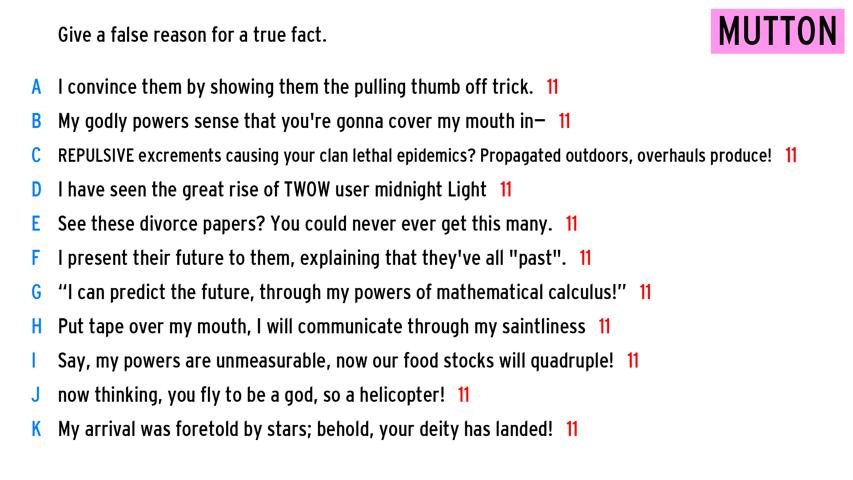 Give a false reason for a true fact.
MUTTON
A I convince them by showing them the pulling thumb off trick. 11
B My godly powers sense that you're gonna cover my mouth in– 11
C REPULSIVE excrements causing your clan lethal epidemics? Propagated outdoors, overhauls produce! 11
D I have seen the great rise of TWOW user midnight Light 11
E See these divorce papers? You could never ever get this many. 11
F I present their future to them, explaining that they've all "past". 11
G “I can predict the future, through my powers of mathematical calculus!” 11
H Put tape over my mouth, I will communicate through my saintliness 11
I Say, my powers are unmeasurable, now our food stocks will quadruple! 11
J now thinking, you fly to be a god, so a helicopter! 11
K My arrival was foretold by stars; behold, your deity has landed! 11